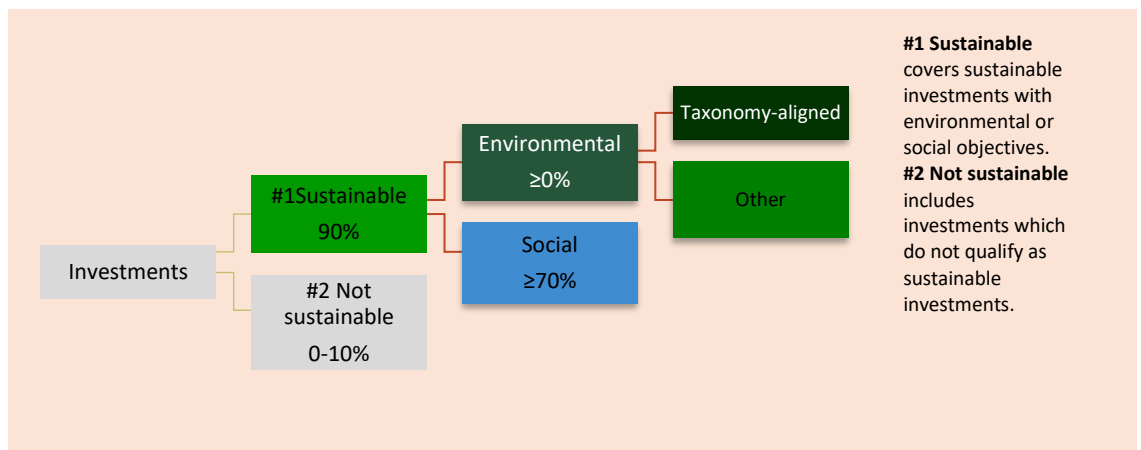 Investments
#1Sustainable
90%
#2 Not
sustainable
0-10%
Environmental
≥0%
Social
≥70%
Taxonomy-aligned
Other
#1 Sustainable
covers sustainable
investments with
environmental or
social objectives.
#2 Not sustainable
includes
investments which
do not qualify as
sustainable
investments.